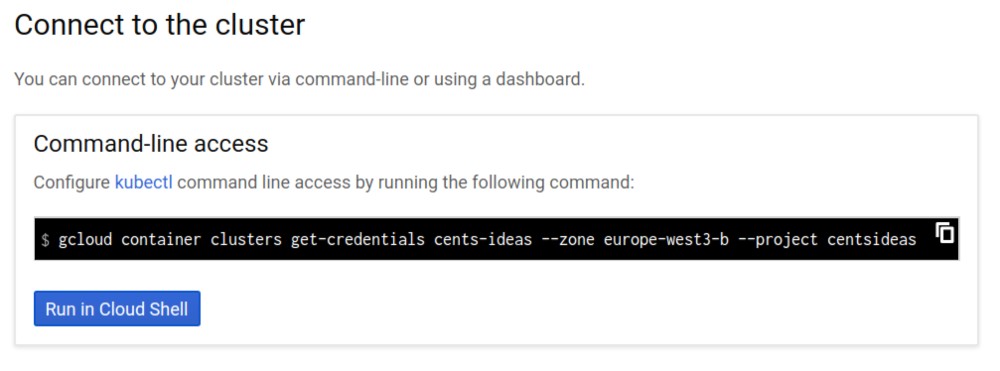 Connect to the cluster
You can connect to your cluster via command-line or using a dashboard.
Command-line access
Configure kubectl command line access by running the following command:
$ gcloud container clusters get-credentials cents-ideas --zone europe-west3-b --project centsideas
Run in Cloud Shell